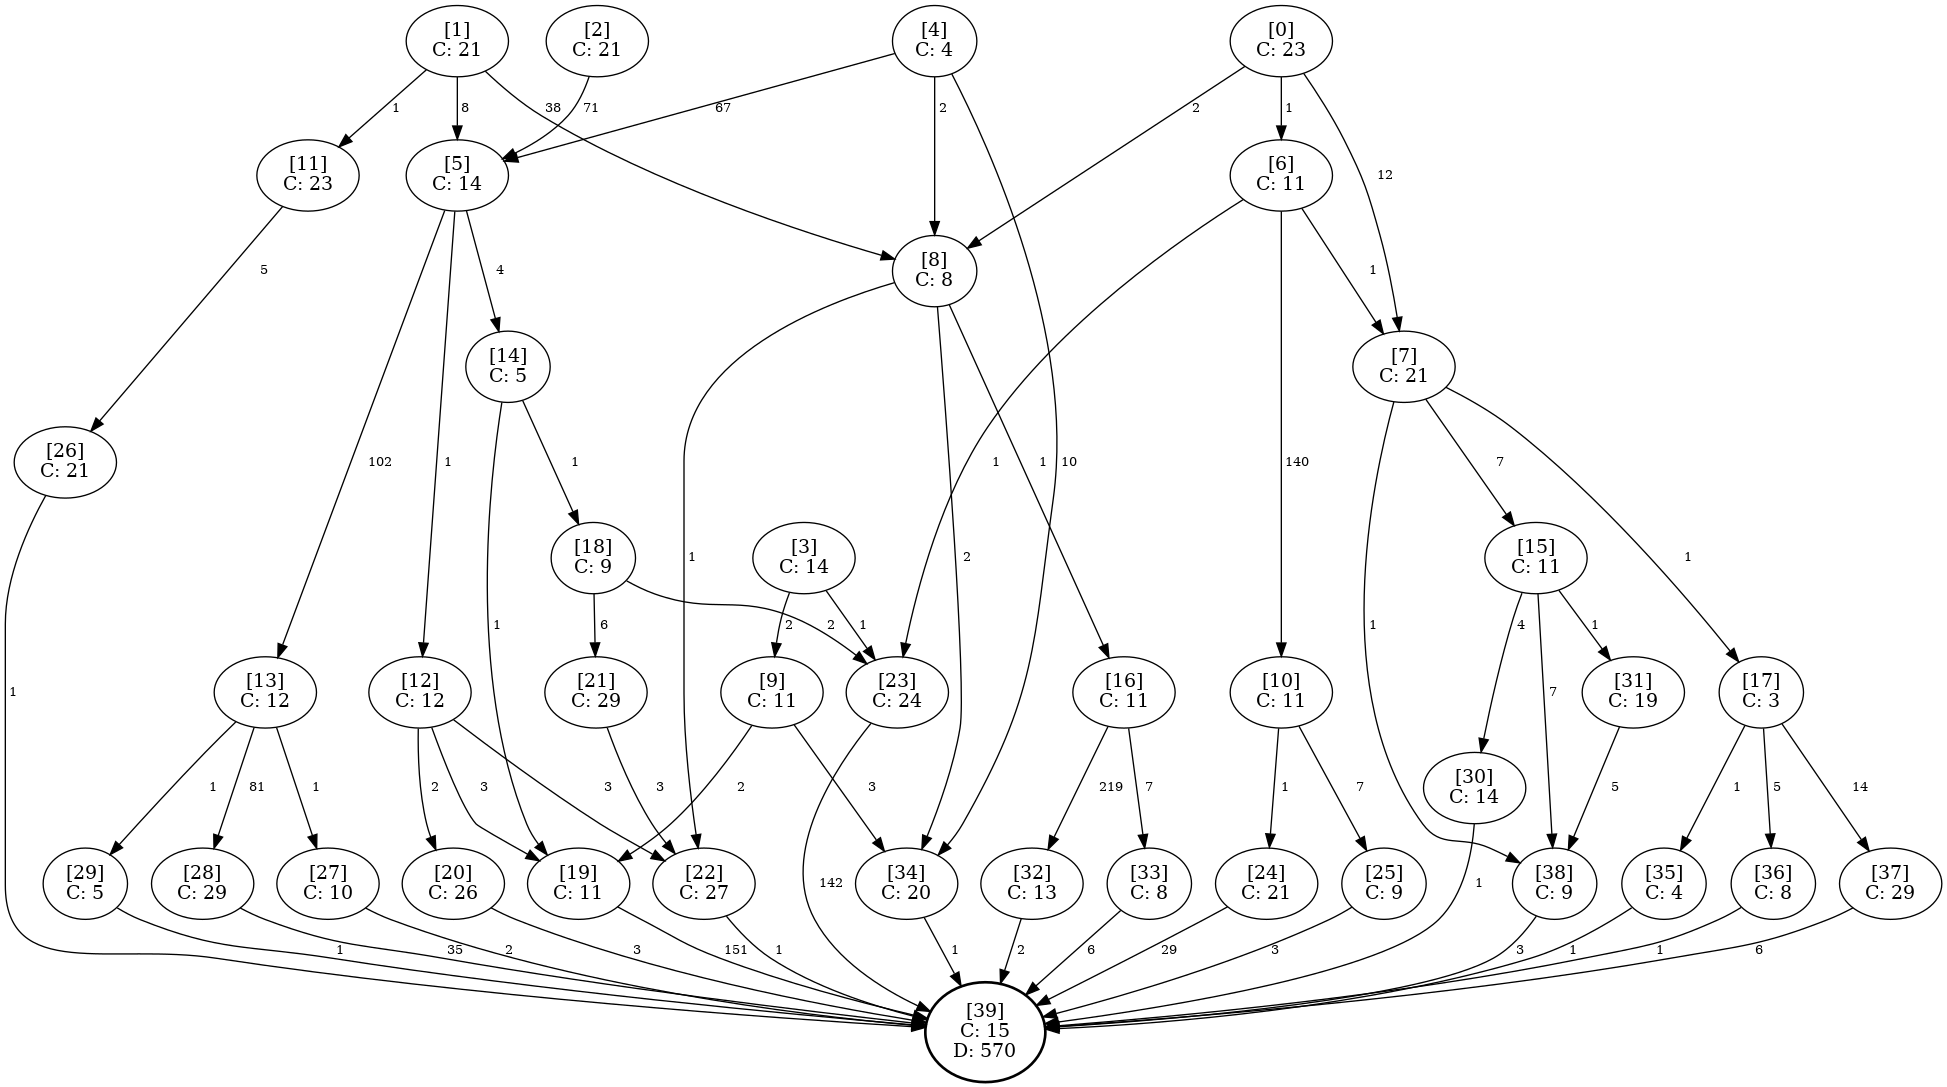 [1]
C: 21
[2]
C: 21
[4]
C: 4
[0]
C: 23
1
8
38
71
67
2
2
1
[11]
C: 23
[5]
C: 14
[6]
C: 11
12
5
4
[8]
C: 8
1
[14]
C: 5
[7]
C: 21
[26]
C: 21
102
1
1
1
1
10
140
7
[18]
C: 9
[3]
C: 14
1
2
[15]
C: 11
1
6
2
2
1
1
1
4
1
[13]
C: 12
[12]
C: 12
[21]
C: 29
[9]
C: 11
[23]
C: 24
[16]
C: 11
[10]
C: 11
7
[31]
C: 19
[17]
C: 3
1
81
1
2
3
3
3
2
3
219
7
1
7
[30]
C: 14
5
1
5
14
[29]
C: 5
[28]
C: 29
[27]
C: 10
[20]
C: 26
[19]
C: 11
[22]
C: 27
142
[34]
C: 20
[32]
C: 13
[33]
C: 8
[24]
C: 21
[25]
C: 9
1
[38]
C: 9
[35]
C: 4
[36]
C: 8
[37]
C: 29
1
35
2
3
151
1
1
2
6
29
3
3
1
1
6
[39]
C: 15
D: 570